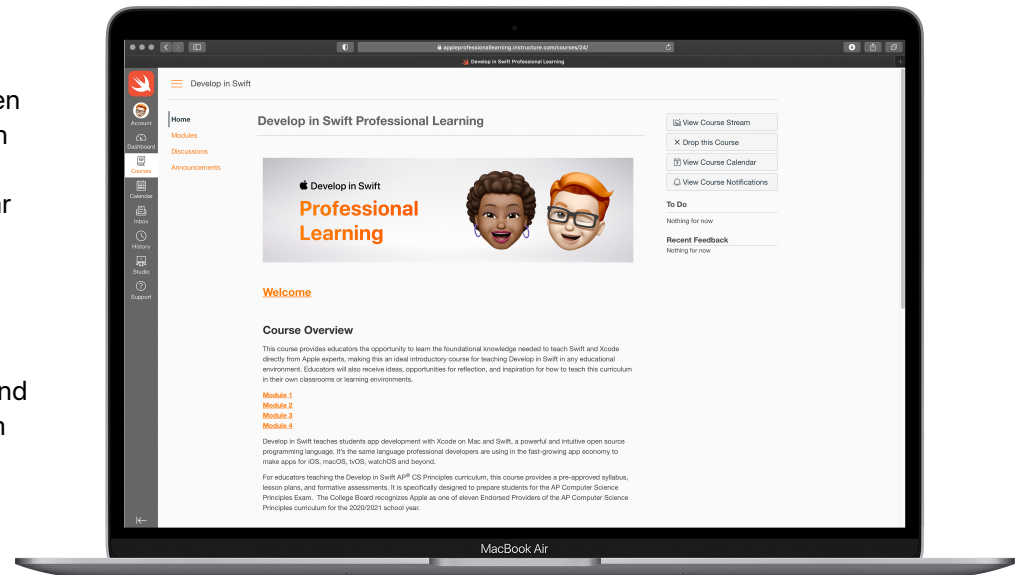 en
n
ar
nd
n
appleprofessionallearning.instructure.com/courses/24/
Develop in Swift Professional Learning
Develop in Swift
Account
Dashboard
Courses
Calendar
Inbox
History
Studio
Support
Home
Modules
Discussions
Announcements
Develop in Swift Professional Learning
Develop in Swift
Professional
Learning
Welcome
Course Overview
This course provides educators the opportunity to learn the foundational knowledge needed to teach Swift and Xcode
directly from Apple experts, making this an ideal introductory course for teaching Develop in Swift in any educational
environment. Educators will also receive ideas, opportunities for reflection, and inspiration for how to teach this curriculum
in their own classrooms or learning environments.
Module 1
Module 2
Module 3
Module 4
Develop in Swift teaches students app development with Xcode on Mac and Swift, a powerful and intuitive open source
programming language. It's the same language professional developers are using in the fast-growing app economy to
make apps for iOS, macOS, tvOS, watchOS and beyond.
For educators teaching the Develop in Swift AP® CS Principles curriculum, this course provides a pre-approved syllabus,
lesson plans, and formative assessments. It is specifically designed to prepare students for the AP Computer Science
Principles Exam. The College Board recognizes Apple as one of eleven Endorsed Providers of the AP Computer Science
Principles curriculum for the 2020/2021 school year.
View Course Stream
Drop this Course
View Course Calendar
View Course Notifications
To Do
Nothing for now
Recent Feedback
Nothing for now
MacBook Air